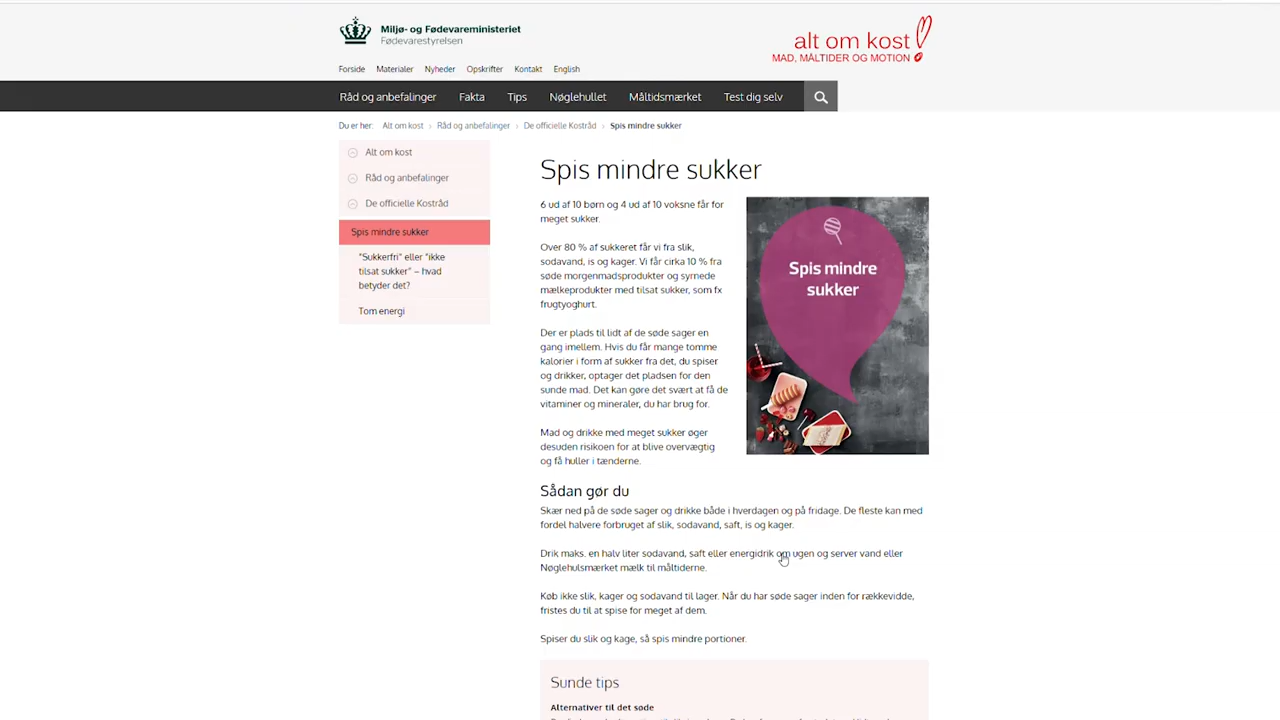 Miljø- og Fødevareministeriet
Fødevarestyrelsen
alt om kost
MAD, MÅLTIDER OG MOTION
Forside Materialer Nyheder Opskrifter Kontakt English
Råd og anbefalinger Fakta Tips Nøglehullet Måltidsmærket Test dig selv
Du er her: Alt om kost › Råd og anbefalinger › De officielle Kostråd › Spis mindre sukker
Alt om kost
Råd og anbefalinger
De officielle Kostråd
Spis mindre sukker
"Sukkerfri" eller "ikke
tilsat sukker" – hvad
betyder det?
Tom energi
Spis mindre sukker
6 ud af 10 børn og 4 ud af 10 voksne får for
meget sukker.
Over 80 % af sukkeret får vi fra slik,
sodavand, is og kager. Vi får cirka 10 % fra
søde morgenmadsprodukter og syrnede
mælkeprodukter med tilsat sukker, som fx
frugtyoghurt.
Der er plads til lidt af de søde sager en
gang imellem. Hvis du får mange tomme
kalorier i form af sukker fra det, du spiser
og drikker, optager det pladsen for den
sunde mad. Det kan gøre det svært at få de
vitaminer og mineraler, du har brug for.
Mad og drikke med meget sukker øger
desuden risikoen for at blive overvægtig
og få huller i tænderne.
Spis mindre
sukker
Sådan gør du
Skær ned på de søde sager og drikke både i hverdagen og på fridage. De fleste kan med
fordel halvere forbruget af slik, sodavand, saft, is og kager.
Drik maks. en halv liter sodavand, saft eller energidrik om ugen og server vand eller
Nøglehulsmærket mælk til måltiderne.
Køb ikke slik, kager og sodavand til lager. Når du har søde sager inden for rækkevidde,
fristes du til at spise for meget af dem.
Spiser du slik og kage, så spis mindre portioner.
Sunde tips
Alternativer til det søde